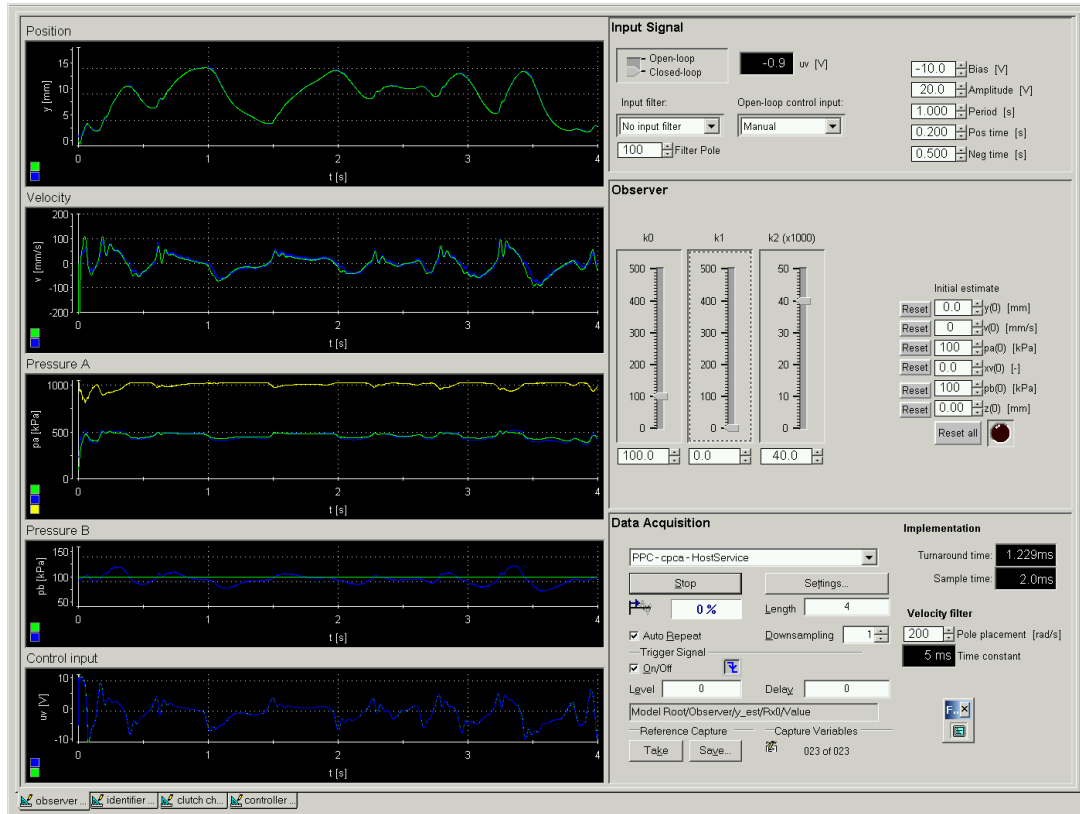 Position
y [mm]
15
10
5
0
0 1 2 3 4
t [s]
Velocity
v [mm/s]
200
100
0
-100
-200
0 1 2 3 4
t [s]
Pressure A
pa [kPa]
1000
500
0
0 1 2 3 4
t [s]
Pressure B
pb [kPa]
150
100
50
0 1 2 3 4
t [s]
Control input
uv [V]
10
0
-10
0 1 2 3 4
t [s]
Input Signal
Open-loop
Closed-loop
-0.9 uv [V]
-10.0 Bias [V]
20.0 Amplitude [V]
1.000 Period [s]
0.200 Pos time [s]
0.500 Neg time [s]
Input filter:
No input filter
100 Filter Pole
Open-loop control input:
Manual
Observer
k0 k1 k2 (x1000)
500 500 50
400 400 40
300 300 30
200 200 20
100 100 10
0 0 0
100.0 0.0 40.0
Initial estimate
Reset 0.0 y(0) [mm]
Reset 0 v(0) [mm/s]
Reset 100 pa(0) [kPa]
Reset 0.0 xv(0) [-]
Reset 100 pb(0) [kPa]
Reset 0.00 z(0) [mm]
Reset all
Data Acquisition
PPC - cpca - HostService
Stop Settings...
0 % Length 4
Auto Repeat Downsampling 1
Trigger Signal
On/Off
Level 0 Delay 0
Model Root/Observer/y_est/Rx0/Value
Reference Capture Capture Variables
Take Save... 023 of 023
Implementation
Turnaround time: 1.229ms
Sample time: 2.0ms
Velocity filter
200 Pole placement [rad/s]
5 ms Time constant
F..
observer ... identifier ... clutch ch... controller ...